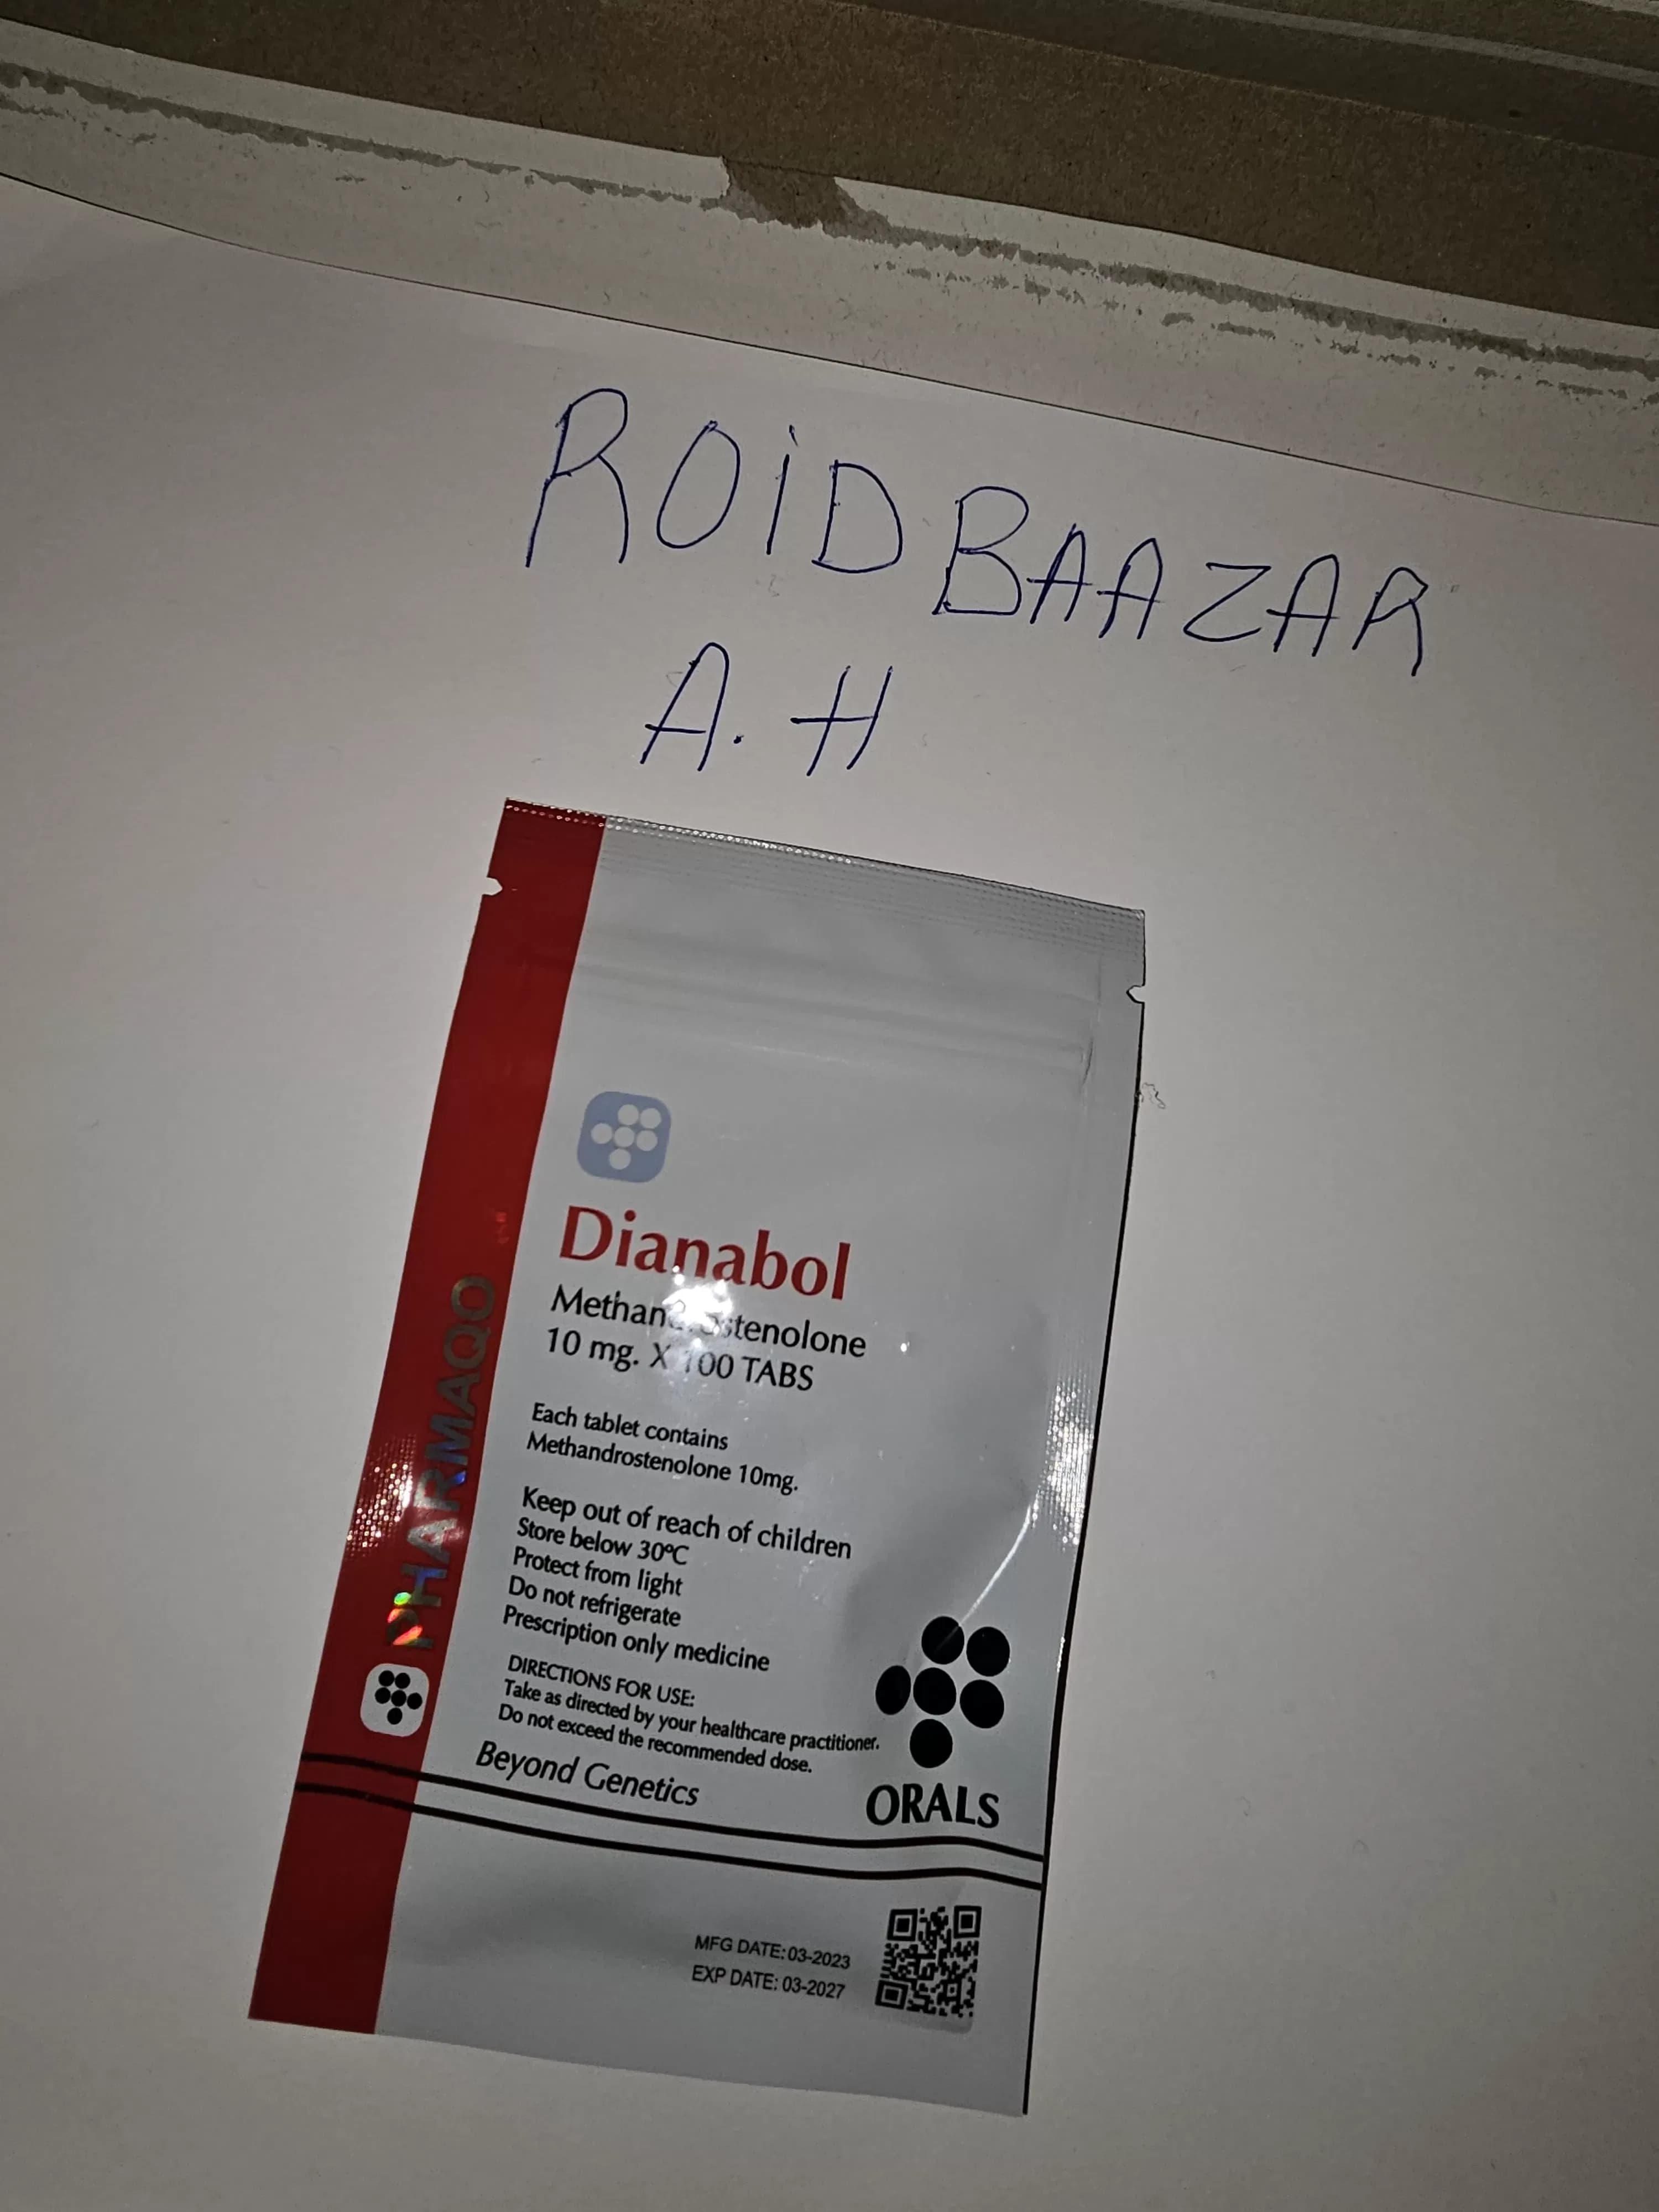 ROiDBAAZAR
A.H
Dianabol
10 mg. X 100 TABS
Each tablet contains
Methandrostenolone 10mg.
Keep out of reach of children
Store below 30ºC
Protect from light
Do not refrigerate
Prescription only medicine
DIRECTIONS FOR USE:
Take as directed by your healthcare practitioner.
Do not exceed the recommended dose.
Beyond Genetics
ORALS
PHARMAQO
MFG DATE: 03-2023
EXP DATE: 03-2027